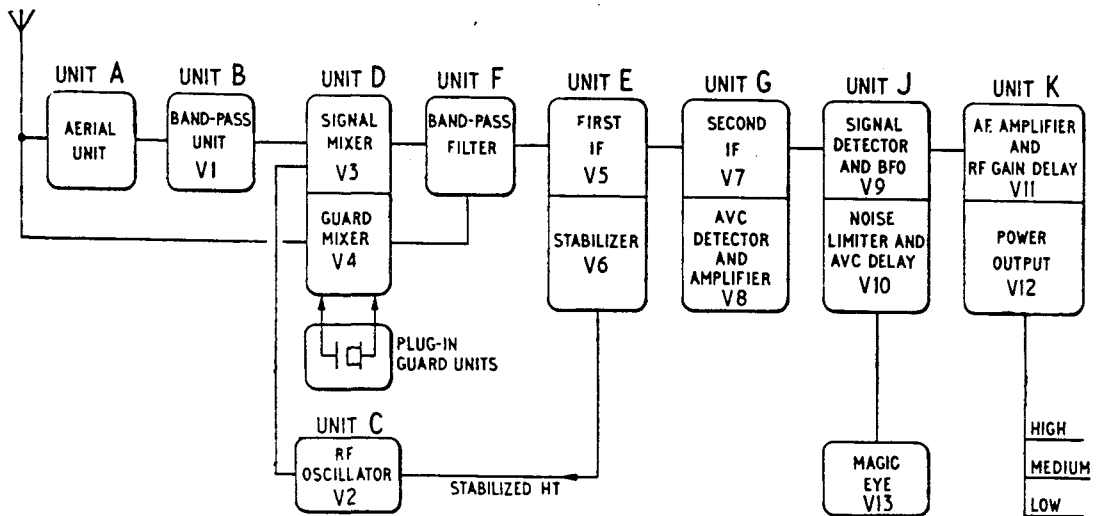 UNIT A
AERIAL
UNIT
UNIT B
BAND-PASS
UNIT
V1
UNIT D
SIGNAL
MIXER
V3
GUARD
MIXER
V4
PLUG-IN
GUARD UNITS
UNIT F
BAND-PASS
FILTER
UNIT E
FIRST
IF
V5
STABILIZER
V6
UNIT G
SECOND
IF
V7
AVC
DETECTOR
AND
AMPLIFIER
V8
UNIT J
SIGNAL
DETECTOR
AND BFO
V9
NOISE
LIMITER AND
AVC DELAY
V10
UNIT K
A.F. AMPLIFIER
AND
RF GAIN DELAY
V11
POWER
OUTPUT
V12
UNIT C
RF
OSCILLATOR
V2
STABILIZED HT
MAGIC
EYE
V13
HIGH
MEDIUM
LOW